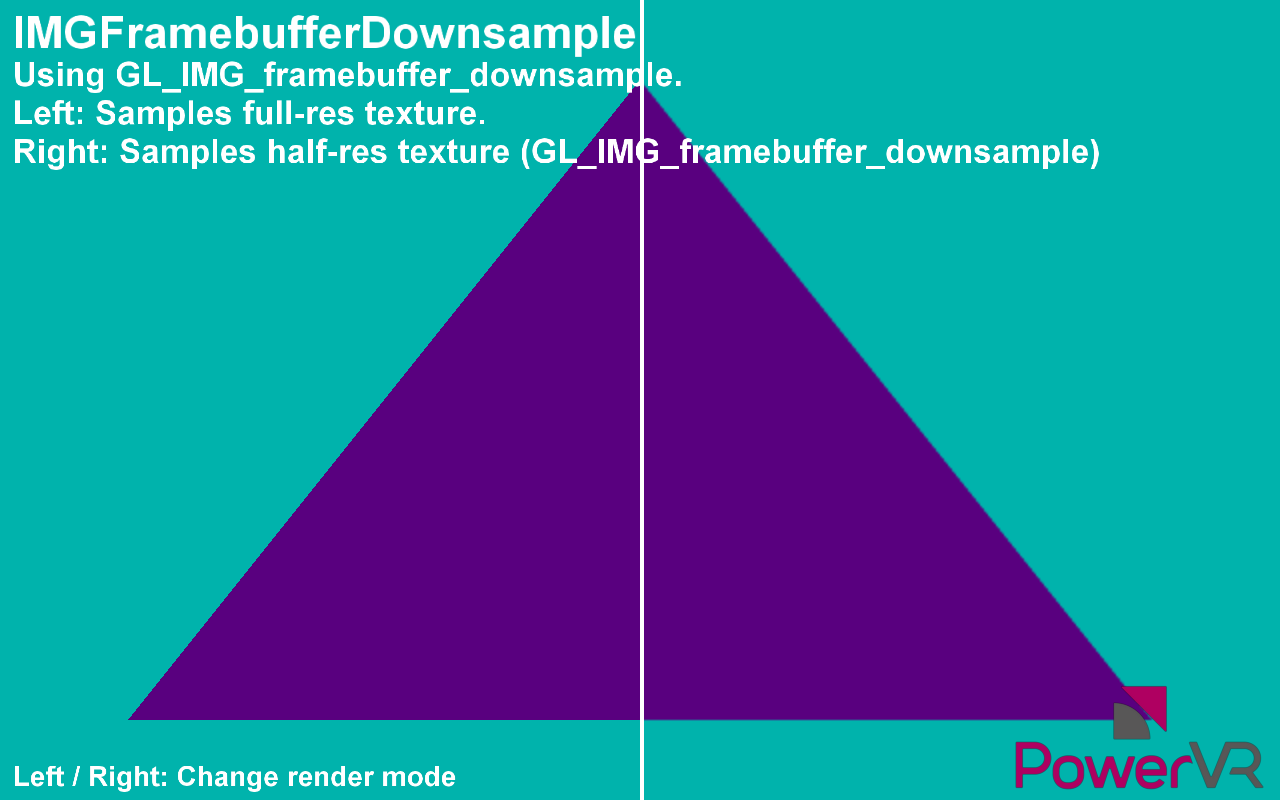 IMGFramebufferDownsample
Using GL_IMG_framebuffer_downsample.
Left: Samples full-res texture.
Right: Samples half-res texture (GL_IMG_framebuffer_downsample)
Left / Right: Change render mode
PowerVR